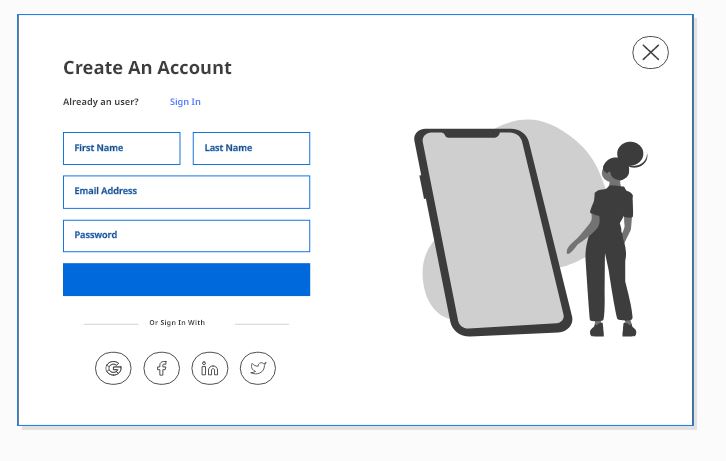 Create An Account
Already an user? Sign In
First Name Last Name
Email Address
Password
Or Sign In With